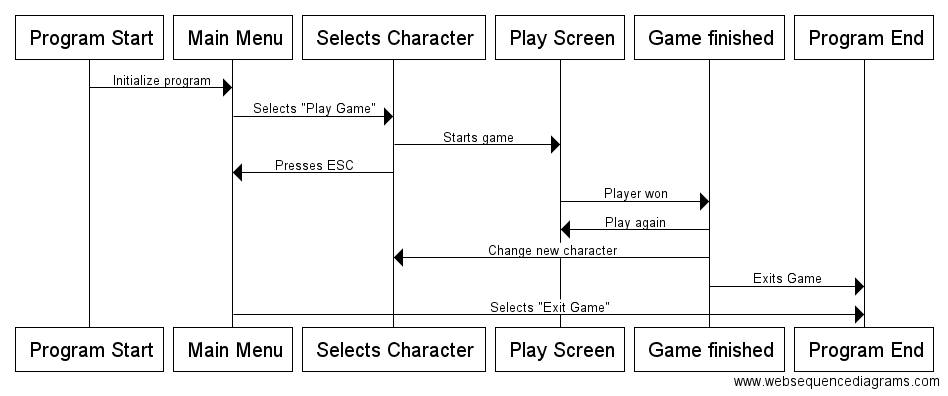 Program Start
Main Menu
Selects Character
Play Screen
Game finished
Program End
Initialize program
Selects "Play Game"
Starts game
Presses ESC
Player won
Play again
Change new character
Exits Game
Selects "Exit Game"
Program Start
Main Menu
Selects Character
Play Screen
Game finished
Program End
www.websequencediagrams.com